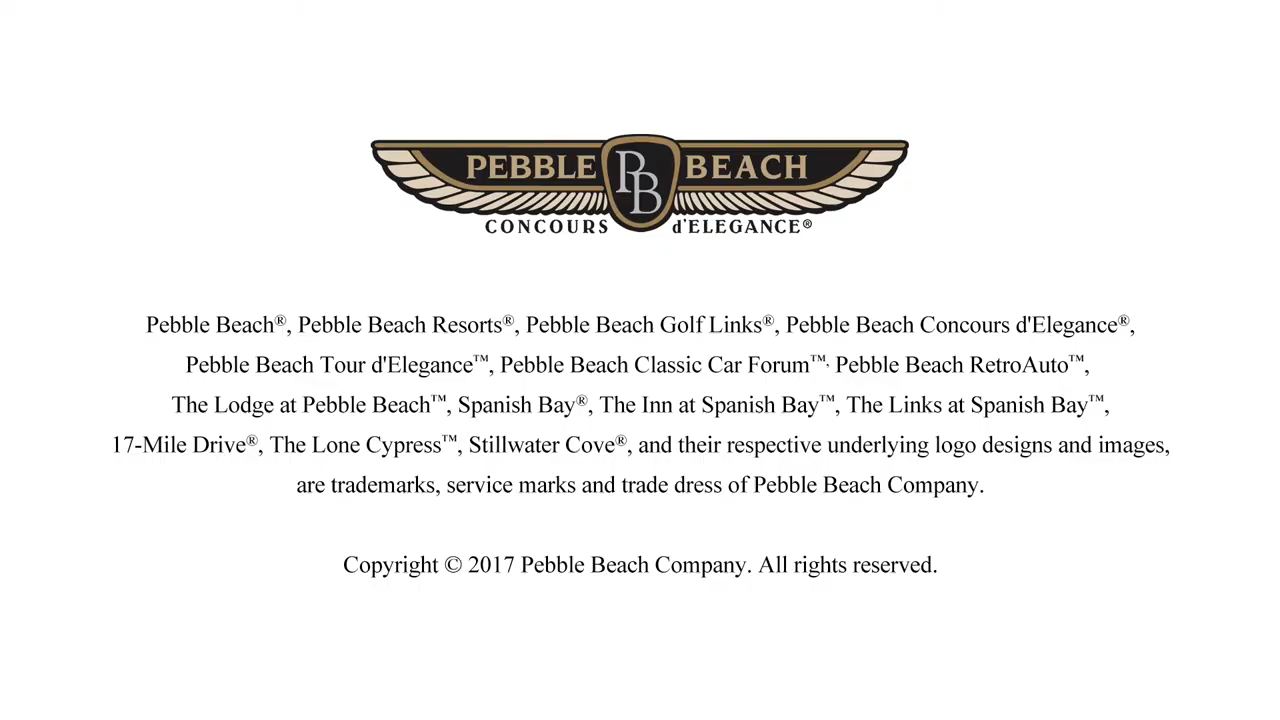 PEBBLE PB BEACH
CONCOURS d'ELEGANCE®
Pebble Beach®, Pebble Beach Resorts®, Pebble Beach Golf Links®, Pebble Beach Concours d'Elegance®,
Pebble Beach Tour d'Elegance™, Pebble Beach Classic Car Forum™, Pebble Beach RetroAuto™,
The Lodge at Pebble Beach™, Spanish Bay®, The Inn at Spanish Bay™, The Links at Spanish Bay™,
17-Mile Drive®, The Lone Cypress™, Stillwater Cove®, and their respective underlying logo designs and images,
are trademarks, service marks and trade dress of Pebble Beach Company.
Copyright © 2017 Pebble Beach Company. All rights reserved.